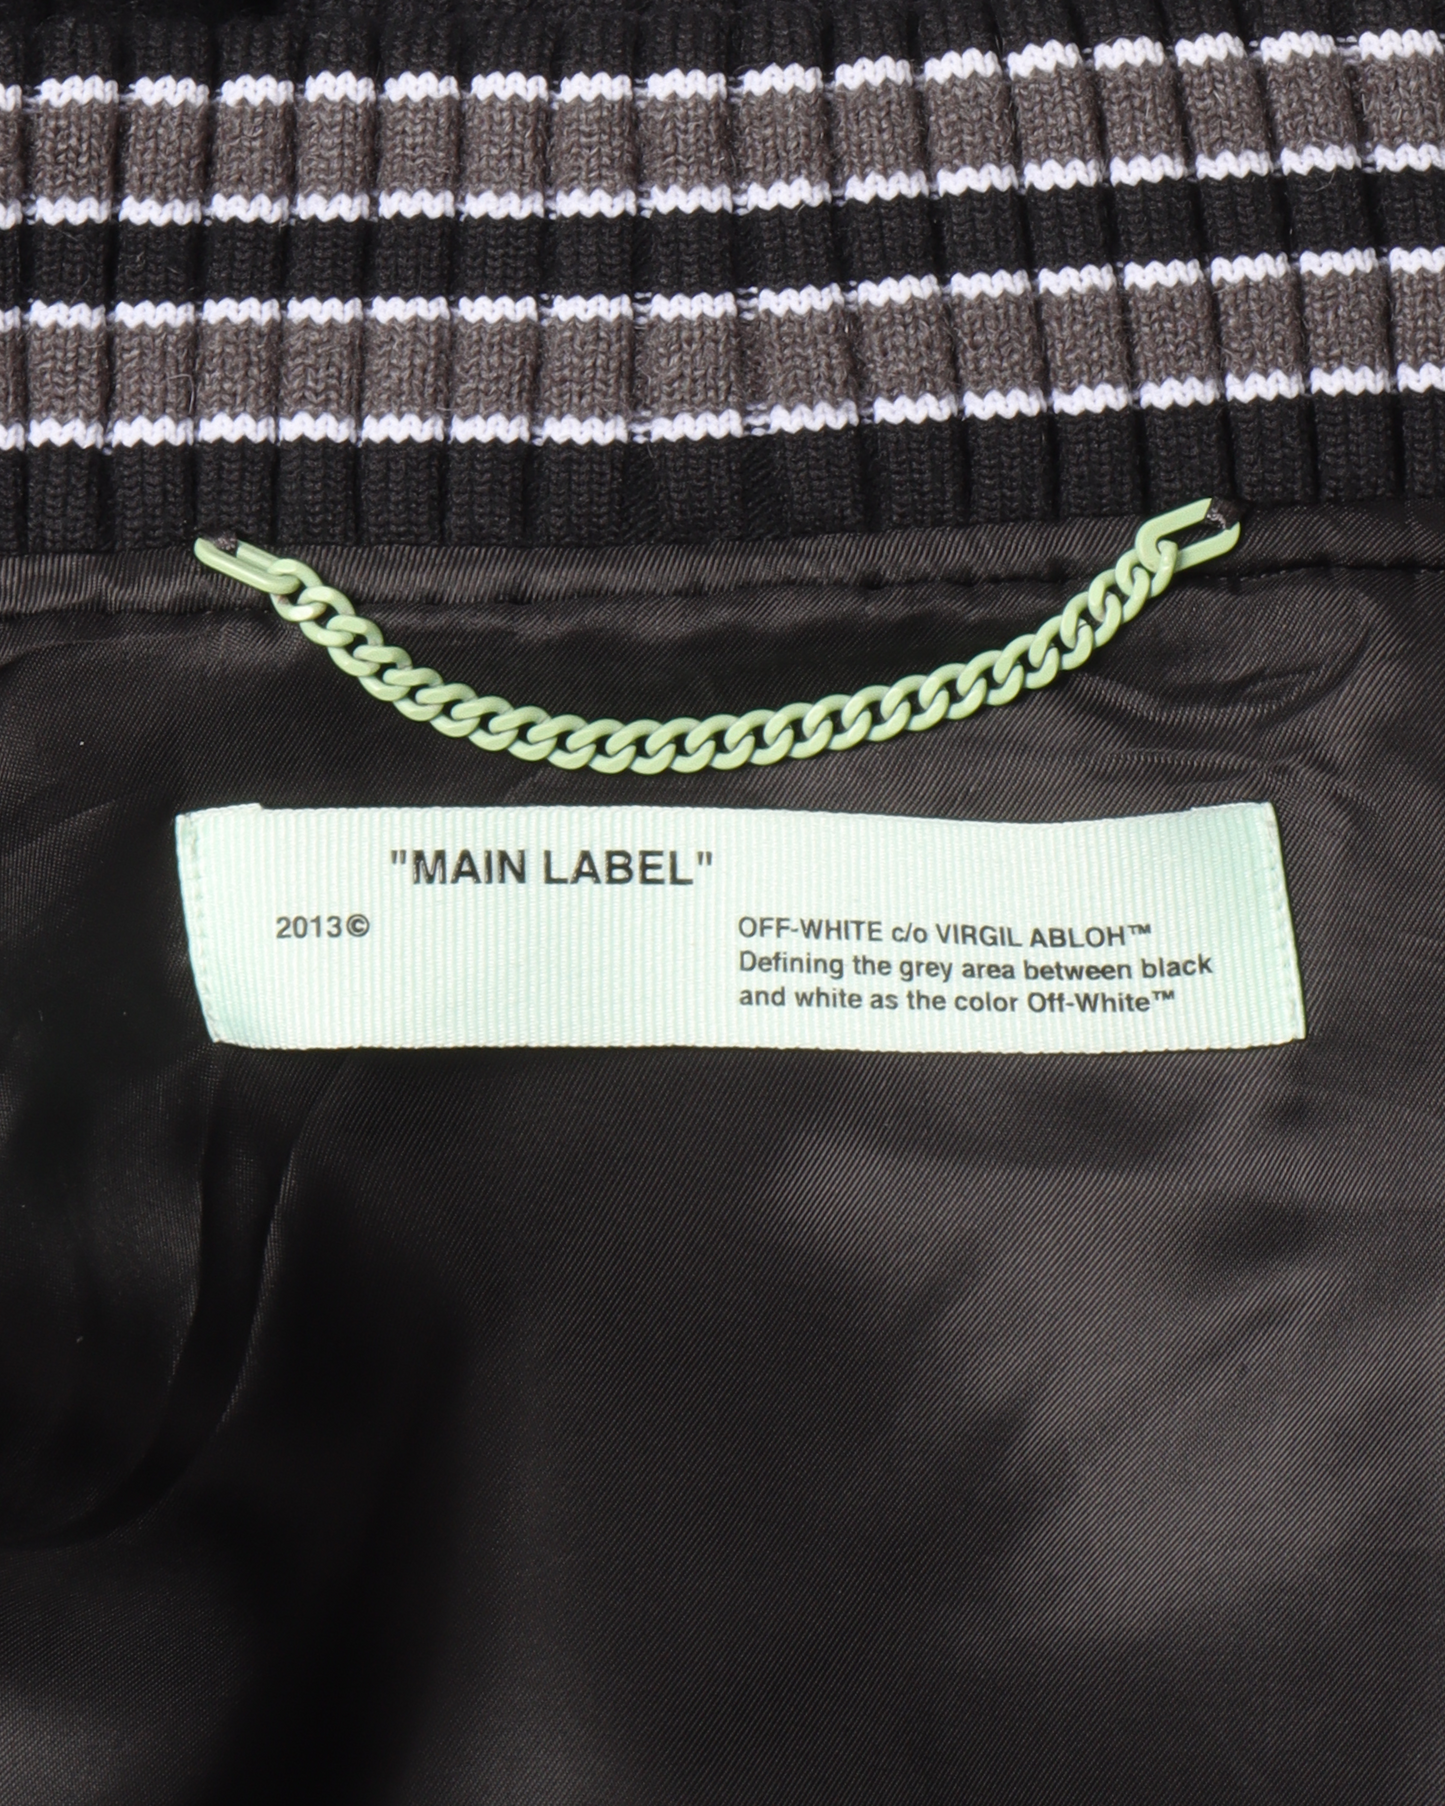 "MAIN LABEL"
2013©
OFF-WHITE c/o VIRGIL ABLOH™
Defining the grey area between black
and white as the color Off-White™